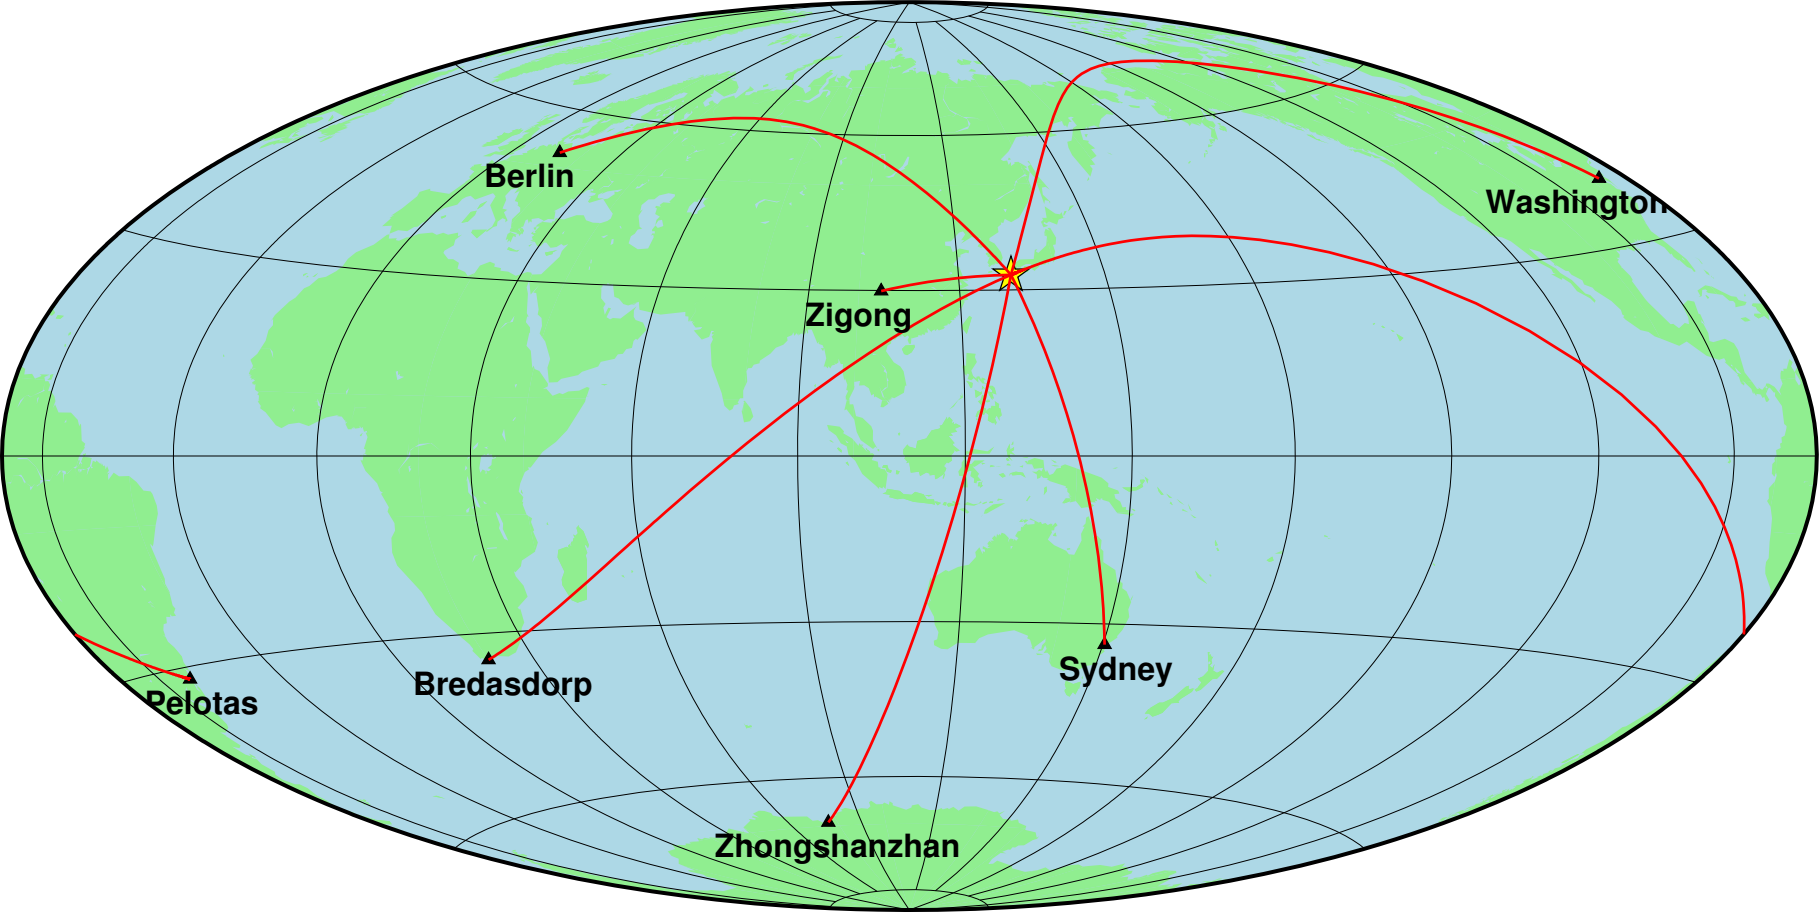 Berlin
Washington
Zigong
Sydney
Bredasdorp
Pelotas
Zhongshanzhan